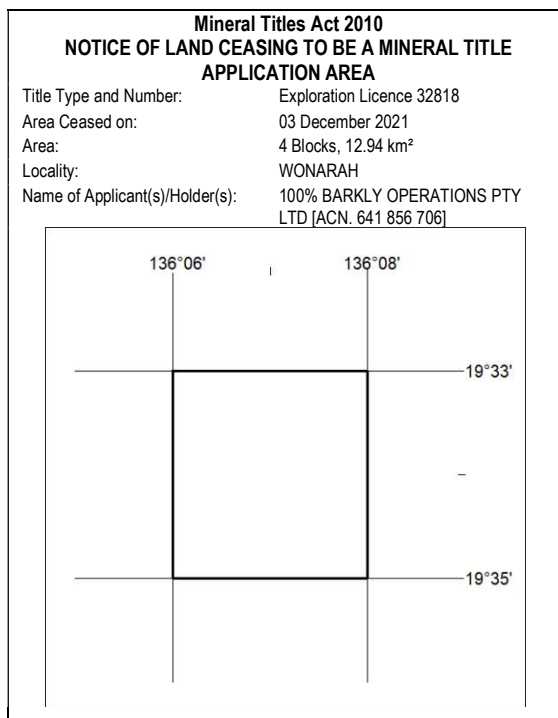 Mineral Titles Act 2010
NOTICE OF LAND CEASING TO BE A MINERAL TITLE
APPLICATION AREA
Title Type and Number: Exploration Licence 32818
Area Ceased on: 03 December 2021
Area: 4 Blocks, 12.94 km²
Locality: WONARAH
Name of Applicant(s)/Holder(s): 100% BARKLY OPERATIONS PTY
LTD [ACN. 641 856 706]
136°06' 136°08'
19°33'
19°35'